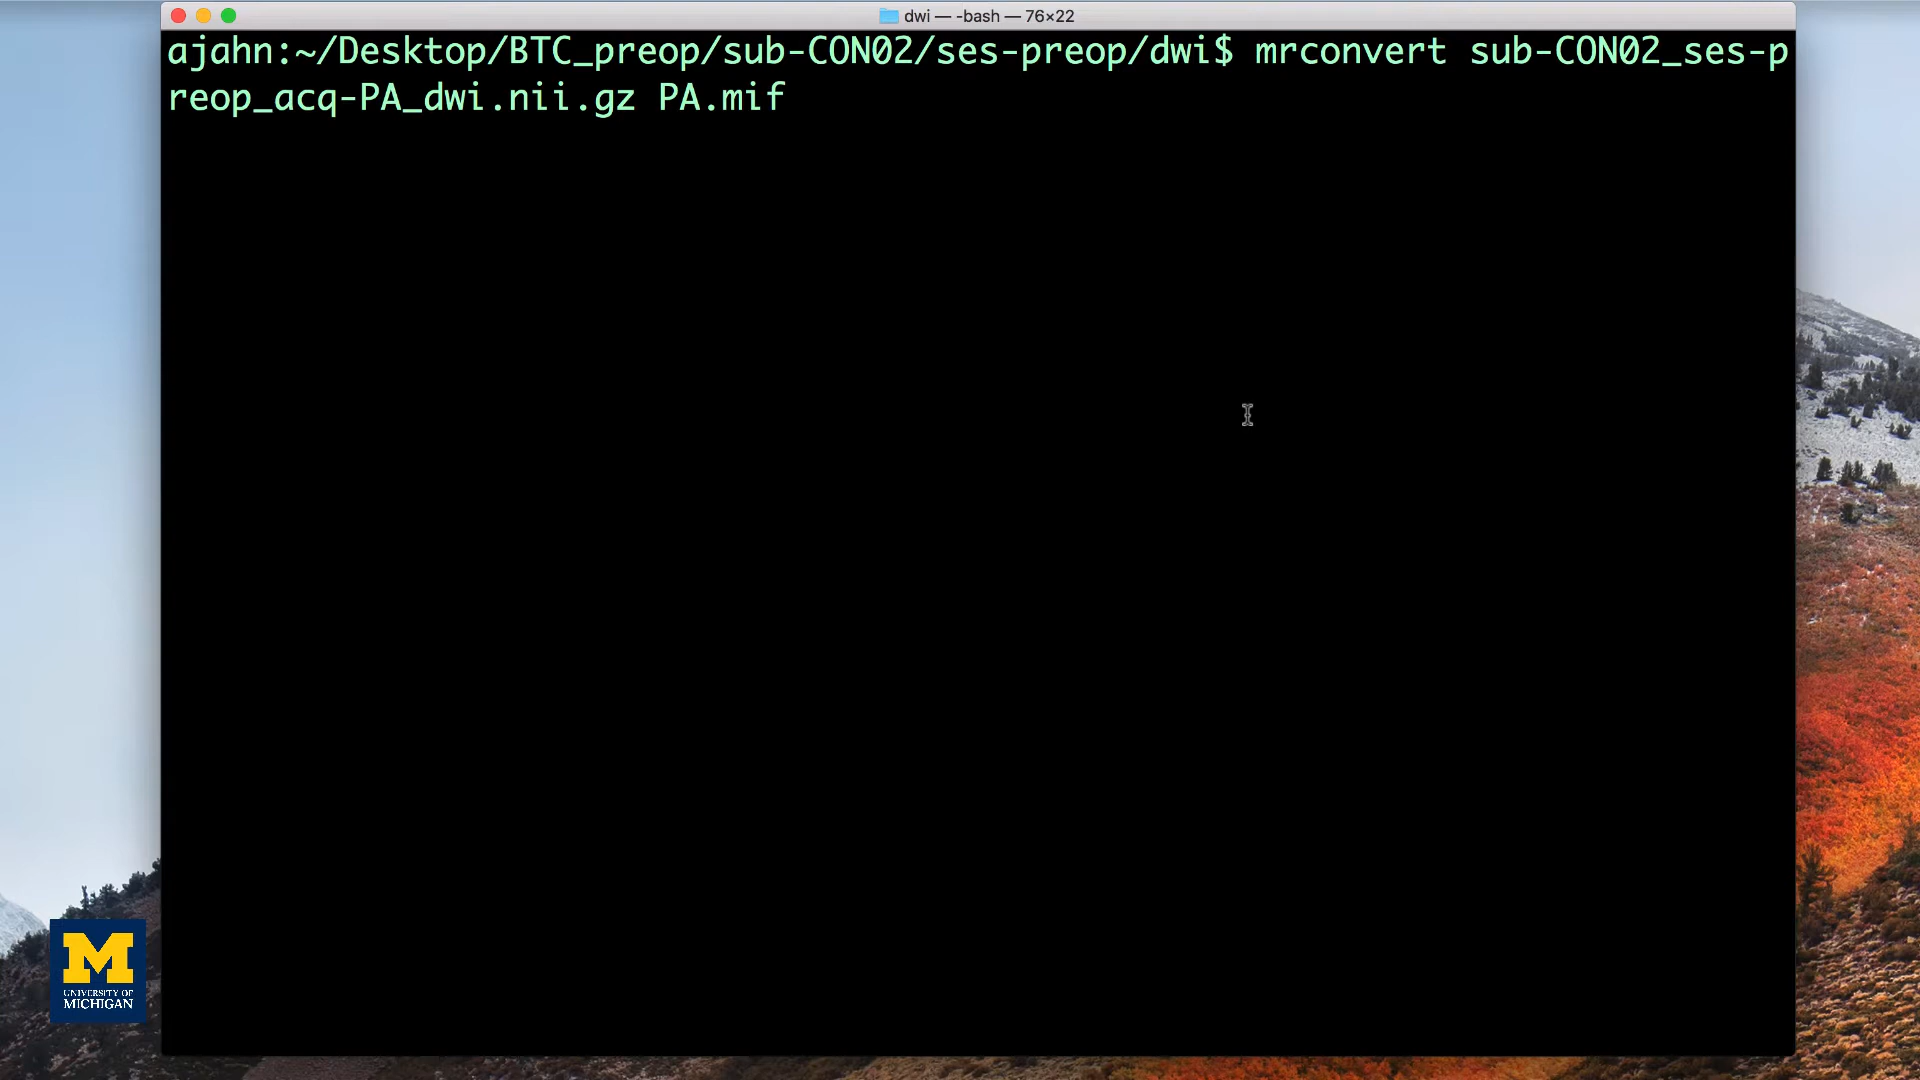 dwi — -bash — 76×22
ajahn:~/Desktop/BTC_preop/sub-CON02/ses-preop/dwi$ mrconvert sub-CON02_ses-p
reop_acq-PA_dwi.nii.gz PA.mif
M
UNIVERSITY OF
MICHIGAN